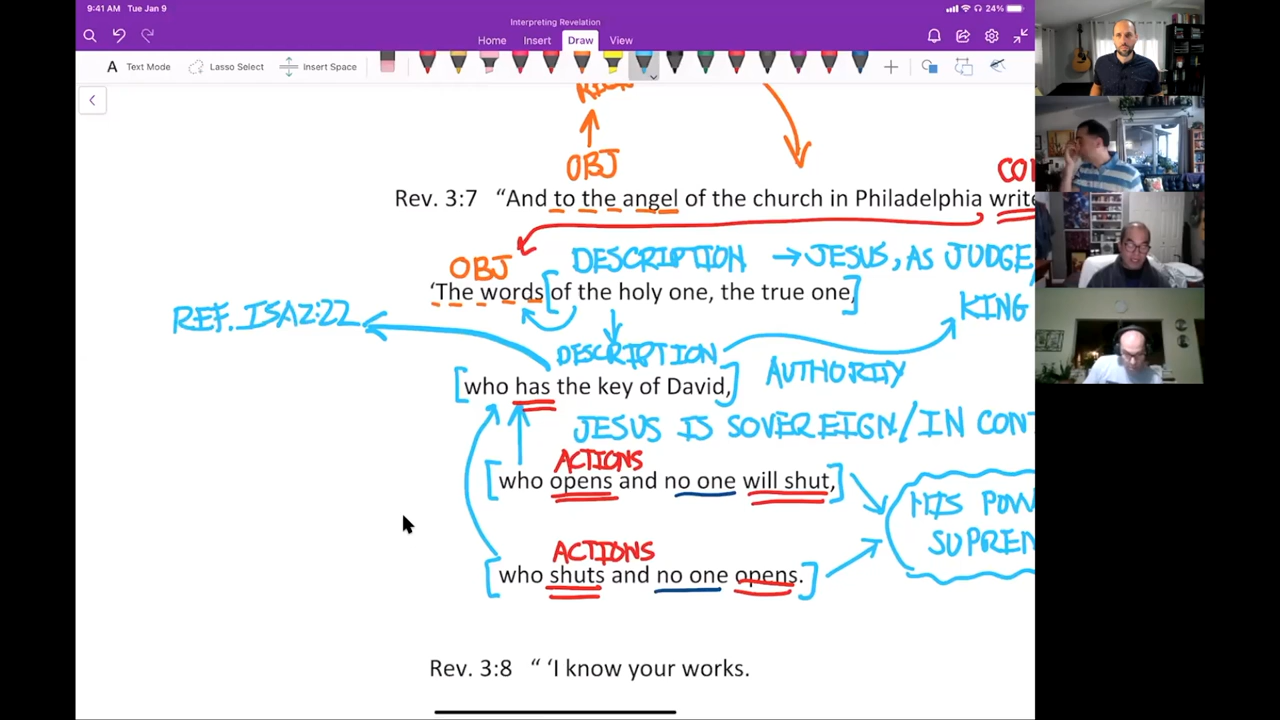 9:41 AM Tue Jan 9
24%
Interpreting Revelation
Home Insert Draw View
Text Mode Lasso Select Insert Space
OBJ
Rev. 3:7 “And to the angel of the church in Philadelphia write
OBJ DESCRIPTION → JESUS, AS JUDGE,
‘The words [of the holy one, the true one,]
KING
REF. ISA 22:22
DESCRIPTION
[who has the key of David,]
AUTHORITY
JESUS IS SOVEREIGN/IN CONT
ACTIONS
[who opens and no one will shut,]
HIS POW
SUPREM
ACTIONS
[who shuts and no one opens.]
Rev. 3:8 “ ‘I know your works.